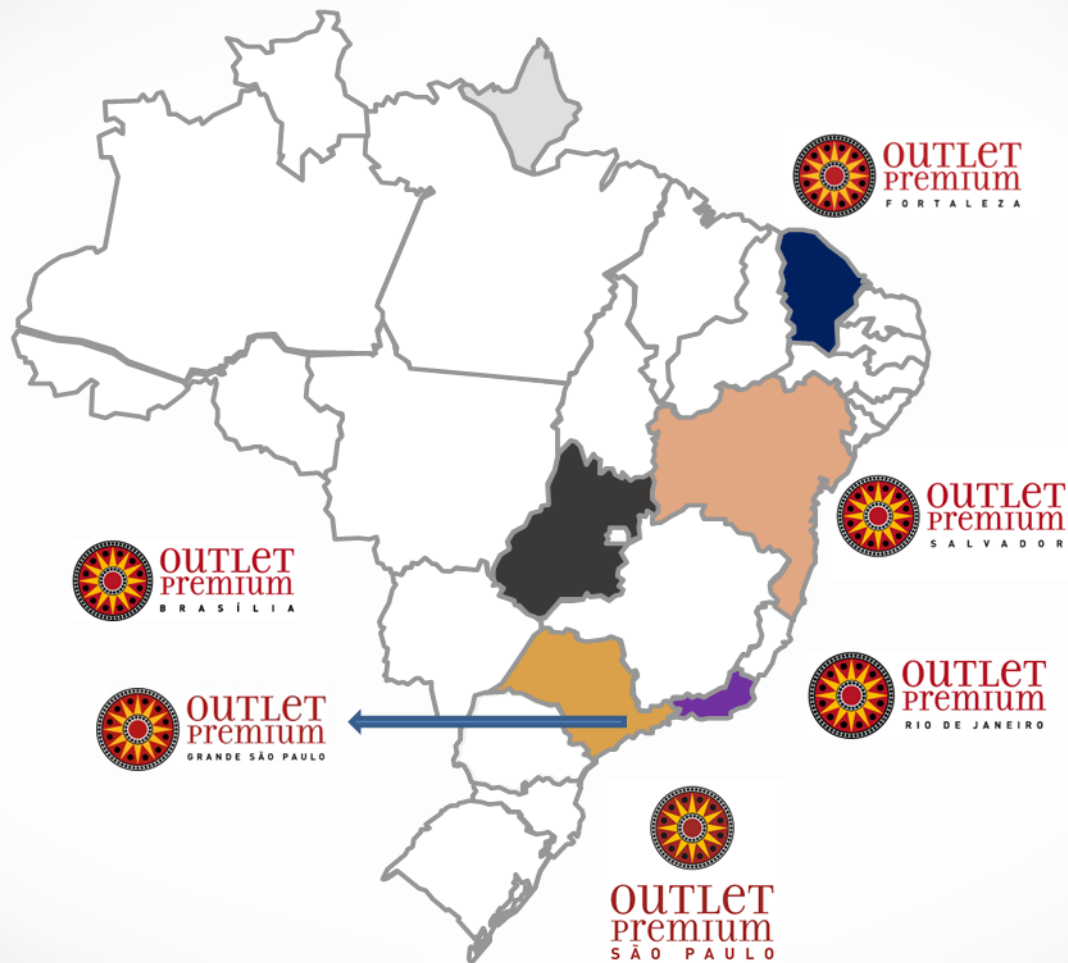 OUTLET
PREMIUM
FORTALEZA
OUTLET
PREMIUM
SALVADOR
OUTLET
PREMIUM
BRASÍLIA
OUTLET
PREMIUM
RIO DE JANEIRO
OUTLET
PREMIUM
GRANDE SÃO PAULO
OUTLET
PREMIUM
SÃO PAULO